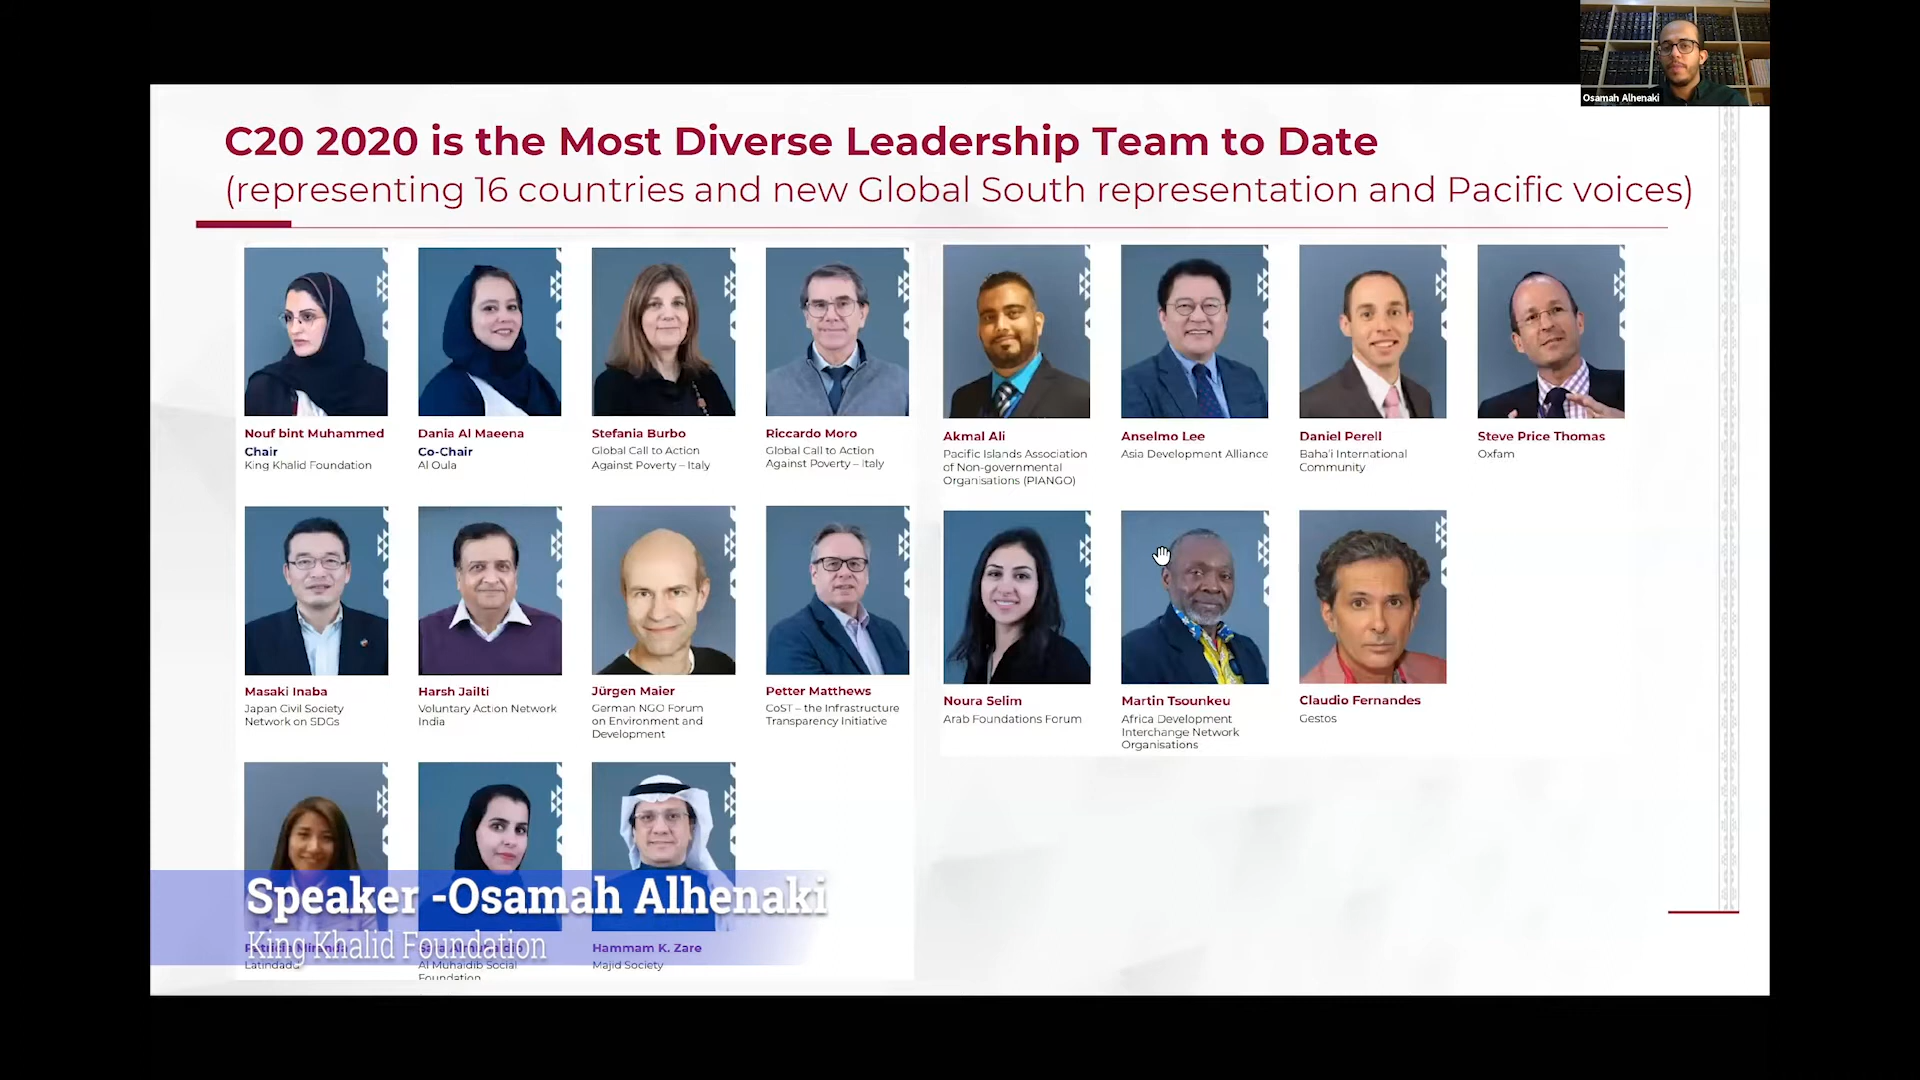 Osamah Alhenaki
C20 2020 is the Most Diverse Leadership Team to Date
(representing 16 countries and new Global South representation and Pacific voices)
Nouf bint Muhammed
Chair
King Khalid Foundation
Dania Al Maeena
Co-Chair
Al Oula
Stefania Burbo
Global Call to Action
Against Poverty – Italy
Riccardo Moro
Global Call to Action
Against Poverty – Italy
Akmal Ali
Pacific Islands Association
of Non-governmental
Organisations (PIANGO)
Anselmo Lee
Asia Development Alliance
Daniel Perell
Baha'i International
Community
Steve Price Thomas
Oxfam
Masaki Inaba
Japan Civil Society
Network on SDGs
Harsh Jailti
Voluntary Action Network
India
Jürgen Maier
German NGO Forum
on Environment and
Development
Petter Matthews
CoST – the Infrastructure
Transparency Initiative
Noura Selim
Arab Foundations Forum
Martin Tsounkeu
Africa Development
Interchange Network
Organisations
Claudio Fernandes
Gestos
Speaker -Osamah Alhenaki
King Khalid Foundation
Latindadd
Al Muhaidib Social
Foundation
Hammam K. Zare
Majid Society